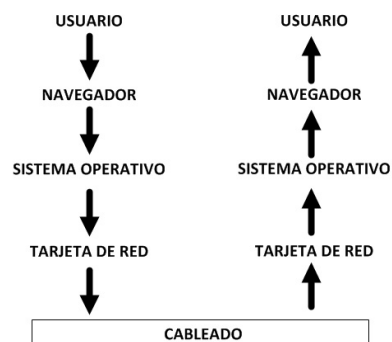 USUARIO
NAVEGADOR
SISTEMA OPERATIVO
TARJETA DE RED
USUARIO
NAVEGADOR
SISTEMA OPERATIVO
TARJETA DE RED
CABLEADO